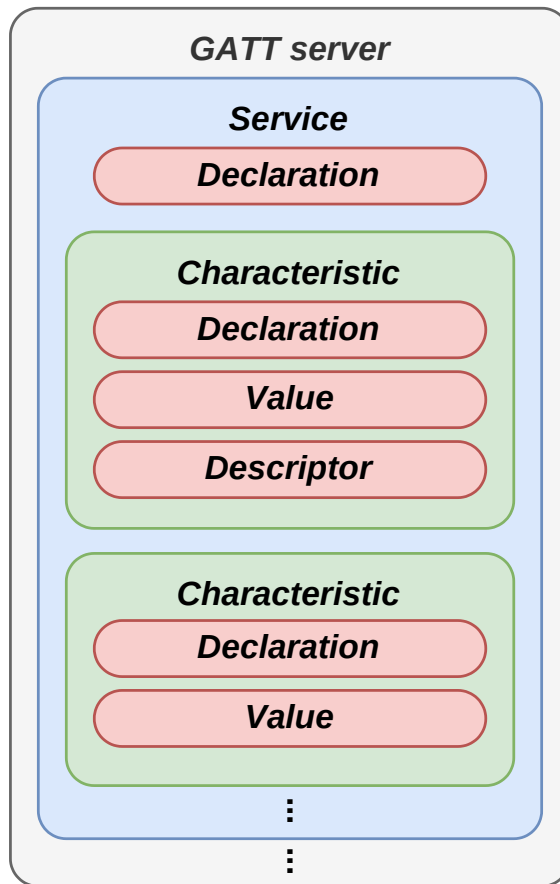 GATT server
Service
Declaration
Characteristic
Declaration
Value
Descriptor
Characteristic
Declaration
Value
⋮
⋮